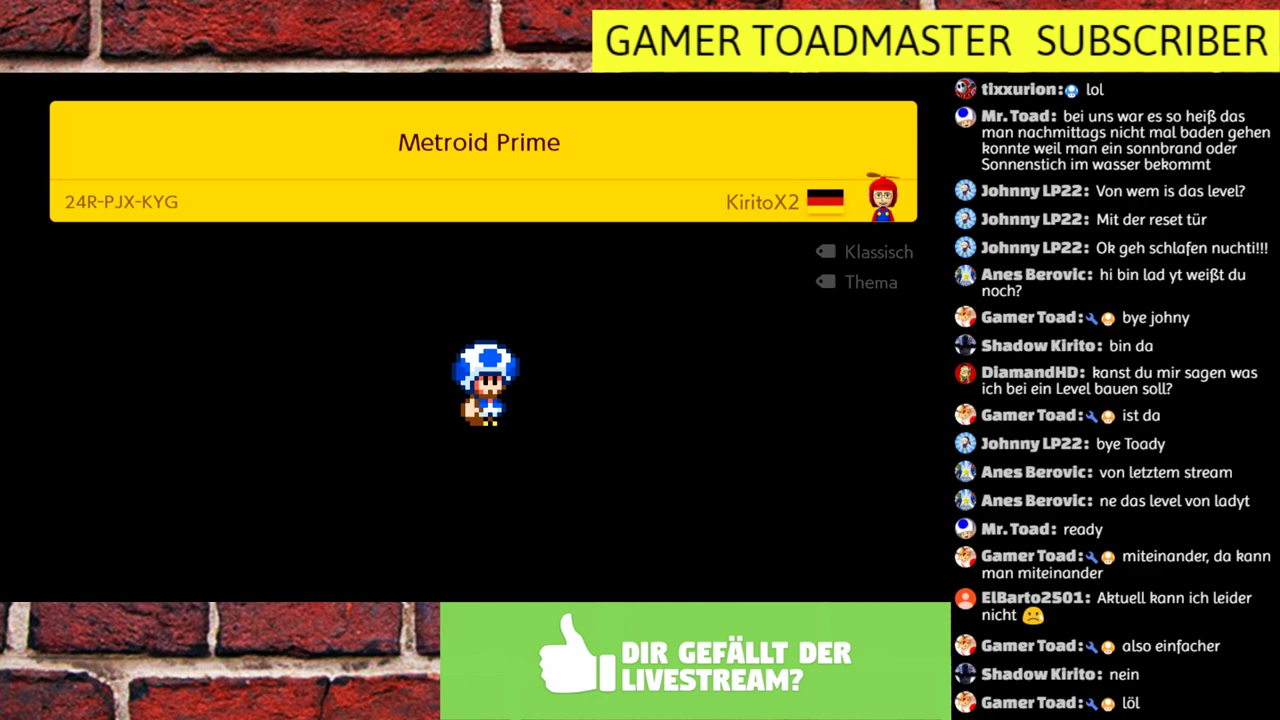 GAMER TOADMASTER SUBSCRIBER
Metroid Prime
24R-PJX-KYG
KiritoX2
Klassisch
Thema
DIR GEFÄLLT DER
LIVESTREAM?
tixxurion: lol
Mr. Toad: bei uns war es so heiß das
man nachmittags nicht mal baden gehen
konnte weil man ein sonnbrand oder
Sonnenstich im wasser bekommt
Johnny LP22: Von wem is das level?
Johnny LP22: Mit der reset tür
Johnny LP22: Ok geh schlafen nuchti!!!
Anes Berovic: hi bin lad yt weißt du
noch?
Gamer Toad: bye johny
Shadow Kirito: bin da
DiamandHD: kanst du mir sagen was
ich bei ein Level bauen soll?
Gamer Toad: ist da
Johnny LP22: bye Toady
Anes Berovic: von letztem stream
Anes Berovic: ne das level von ladyt
Mr. Toad: ready
Gamer Toad: miteinander, da kann
man miteinander
ElBarto2501: Aktuell kann ich leider
nicht
Gamer Toad: also einfacher
Shadow Kirito: nein
Gamer Toad: löl